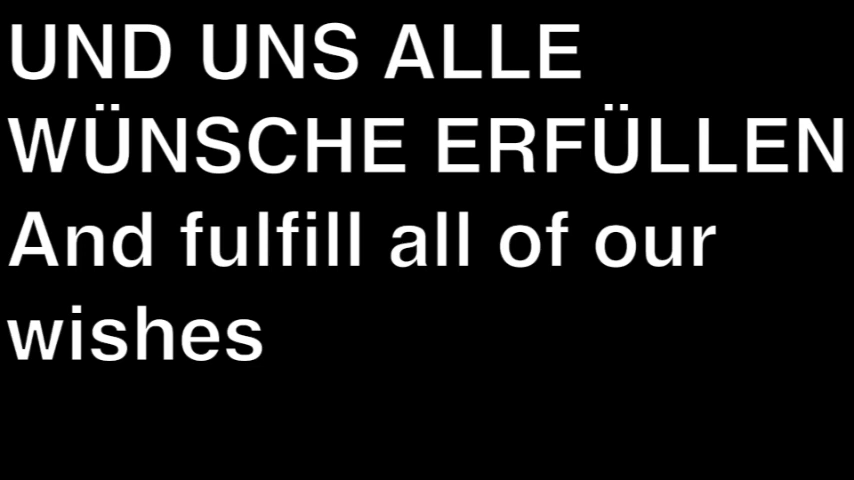 UND UNS ALLE
WÜNSCHE ERFÜLLEN
And fulfill all of our
wishes